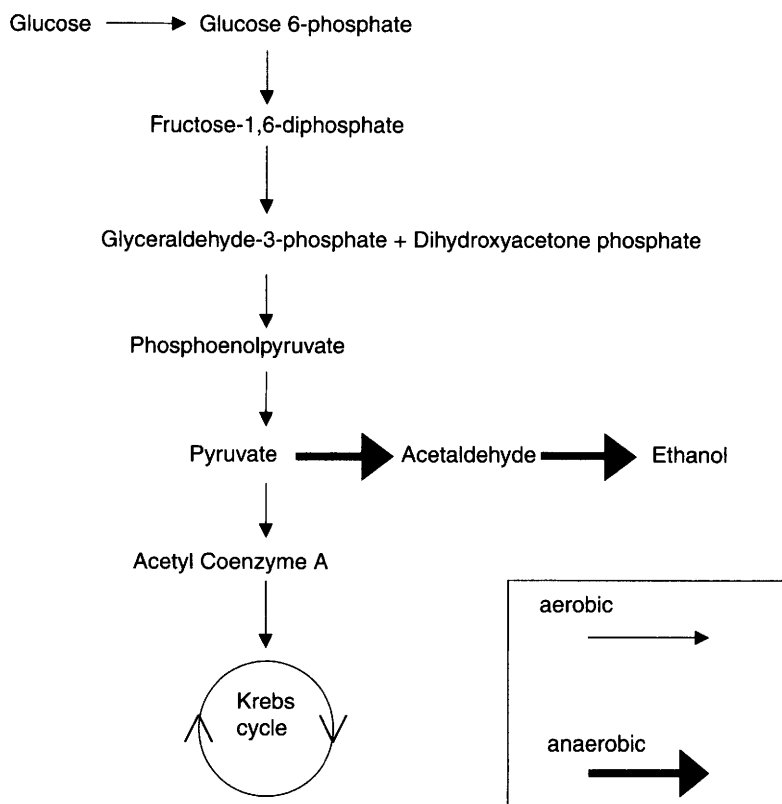 Glucose
Glucose 6-phosphate
Fructose-1,6-diphosphate
Glyceraldehyde-3-phosphate + Dihydroxyacetone phosphate
Phosphoenolpyruvate
Pyruvate
Acetaldehyde
Ethanol
Acetyl Coenzyme A
Krebs
cycle
aerobic
anaerobic